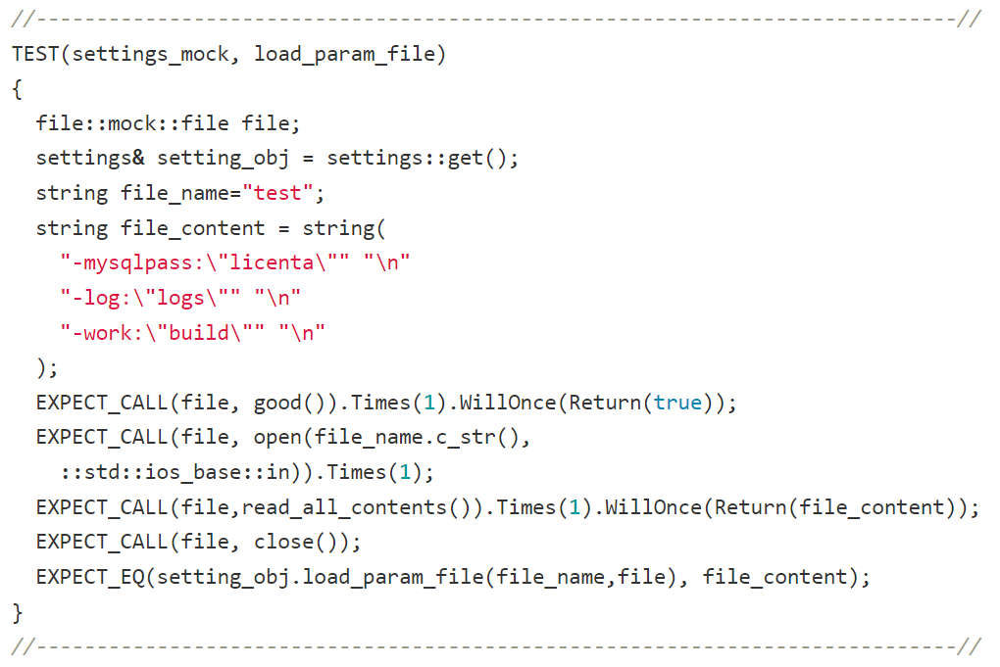 //----------------------------------------------------------------------------//
TEST(settings_mock, load_param_file)
{
  file::mock::file file;
  settings& setting_obj = settings::get();
  string file_name="test";
  string file_content = string(
    "-mysqlpass:\"licenta\"" "\n"
    "-log:\"logs\"" "\n"
    "-work:\"build\"" "\n"
  );
  EXPECT_CALL(file, good()).Times(1).WillOnce(Return(true));
  EXPECT_CALL(file, open(file_name.c_str(),
    ::std::ios_base::in)).Times(1);
  EXPECT_CALL(file,read_all_contents()).Times(1).WillOnce(Return(file_content));
  EXPECT_CALL(file, close());
  EXPECT_EQ(setting_obj.load_param_file(file_name,file), file_content);
}
//----------------------------------------------------------------------------//